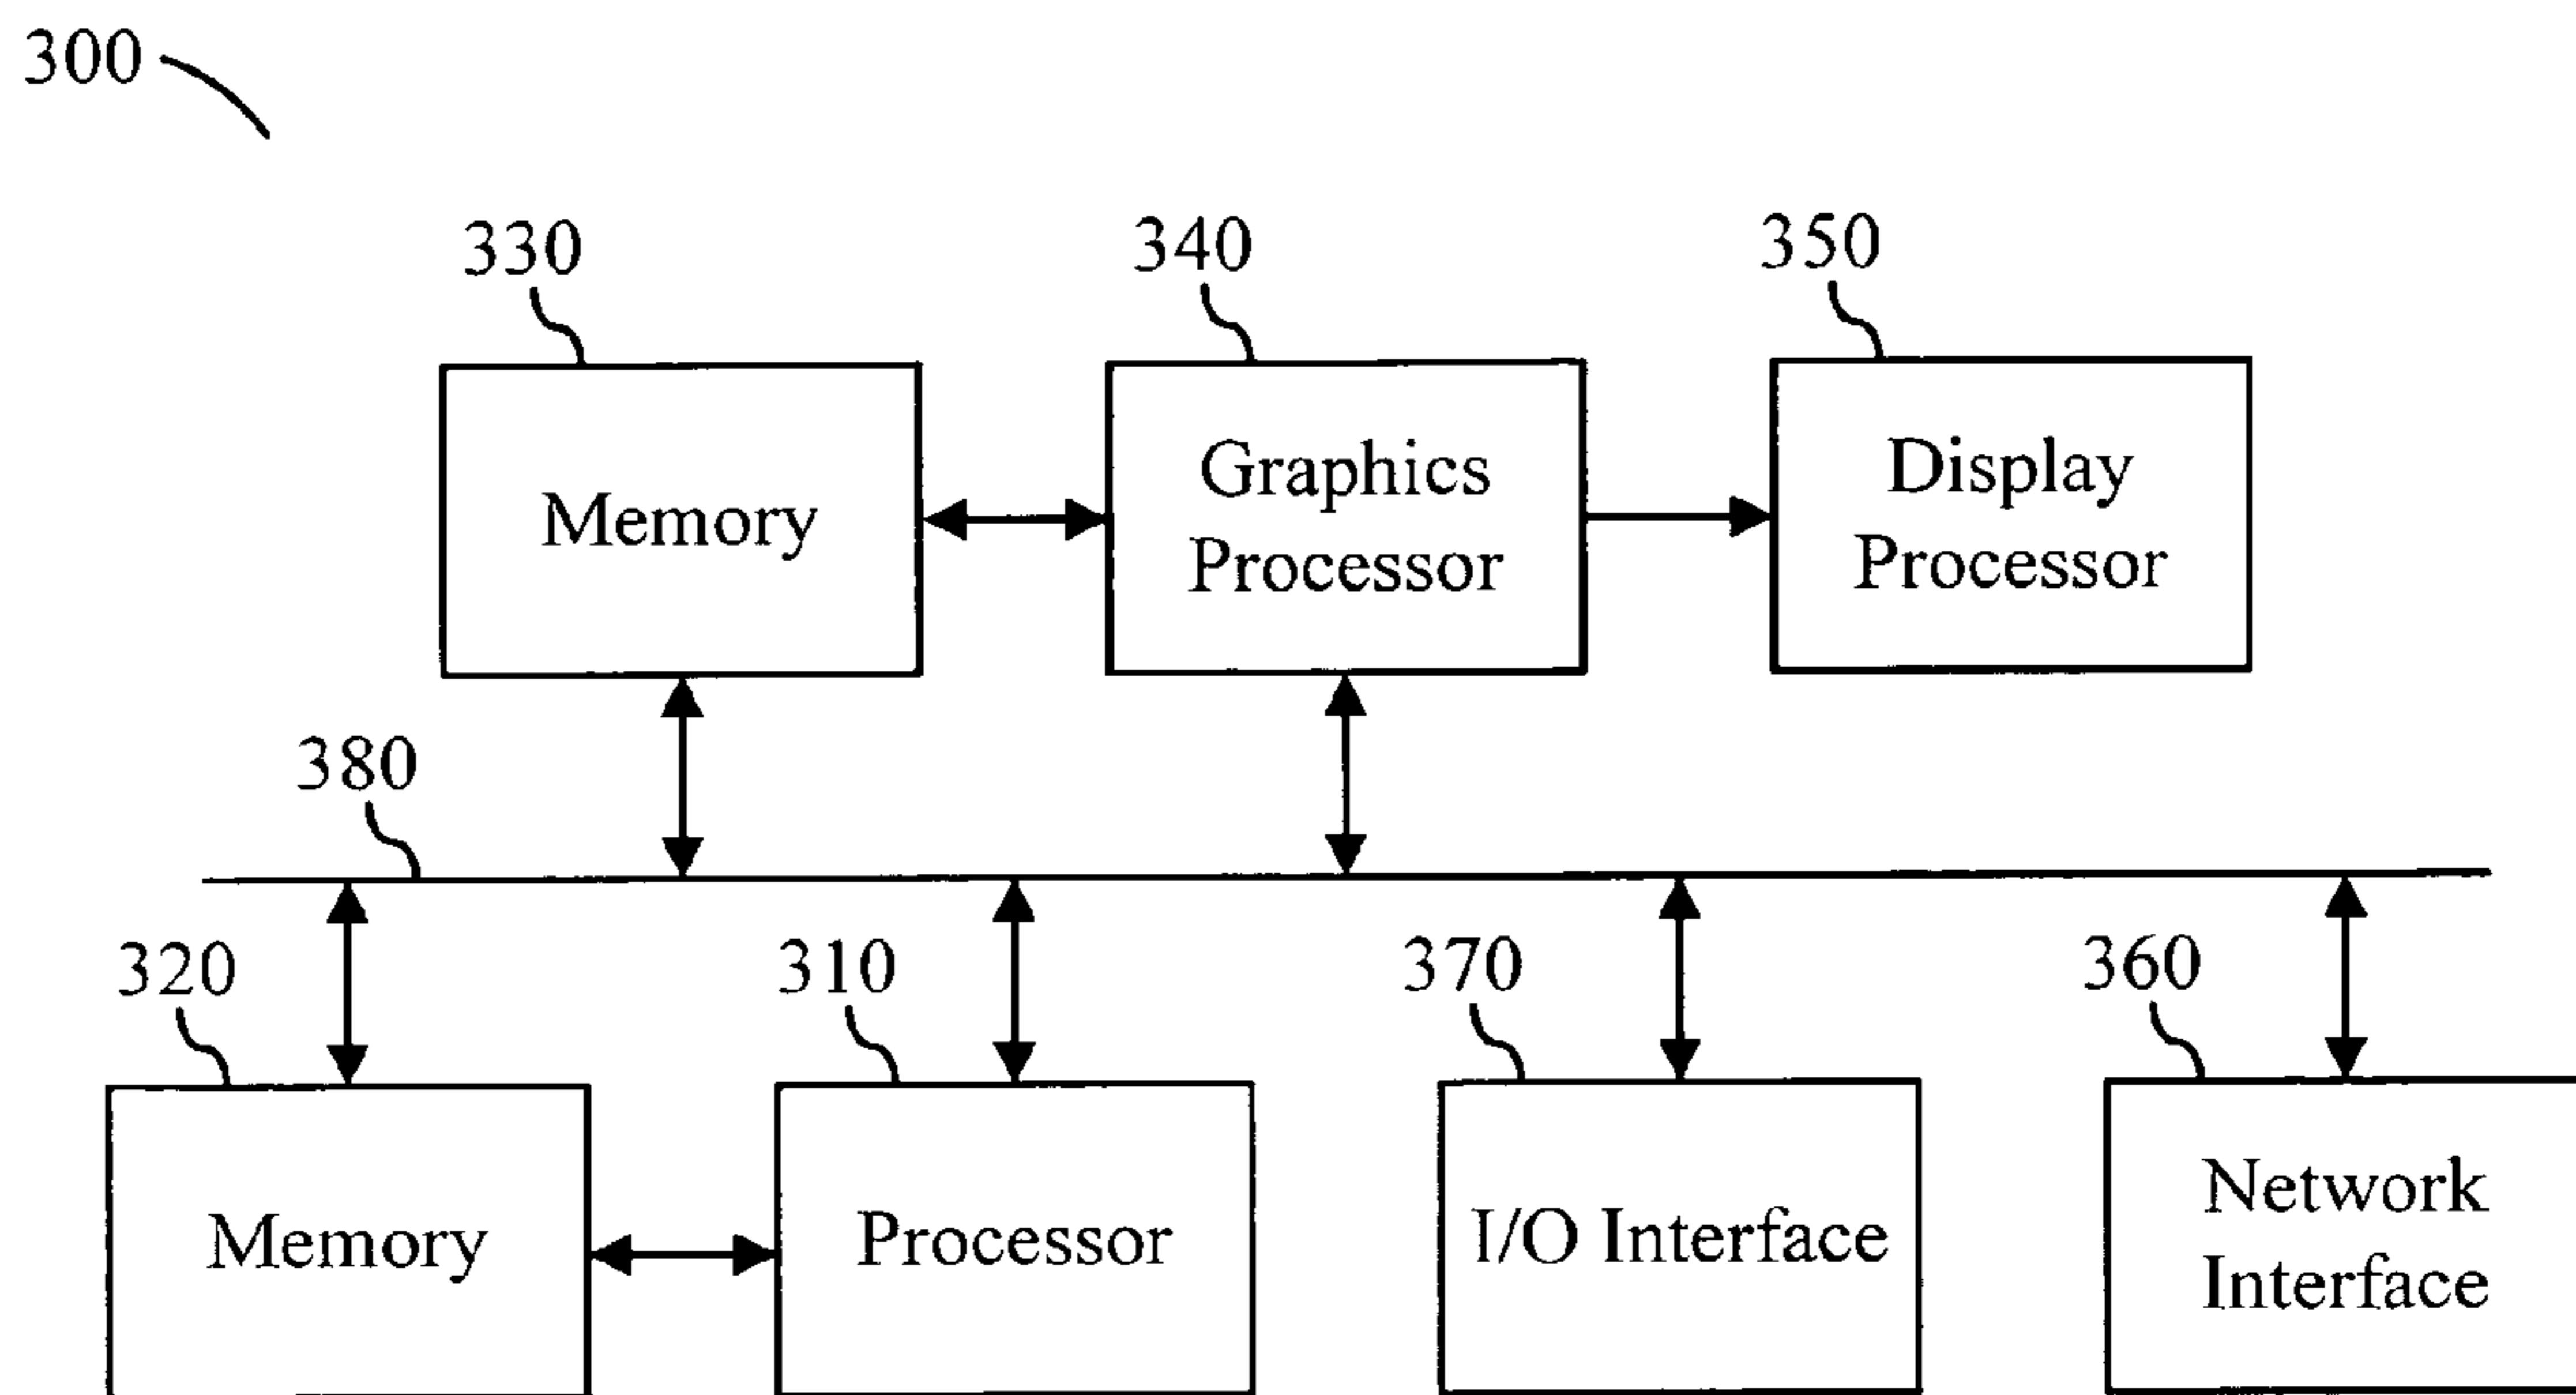 300
330
340
350
Memory
Graphics
Processor
Display
Processor
380
320
310
370
360
Memory
Processor
I/O Interface
Network
Interface